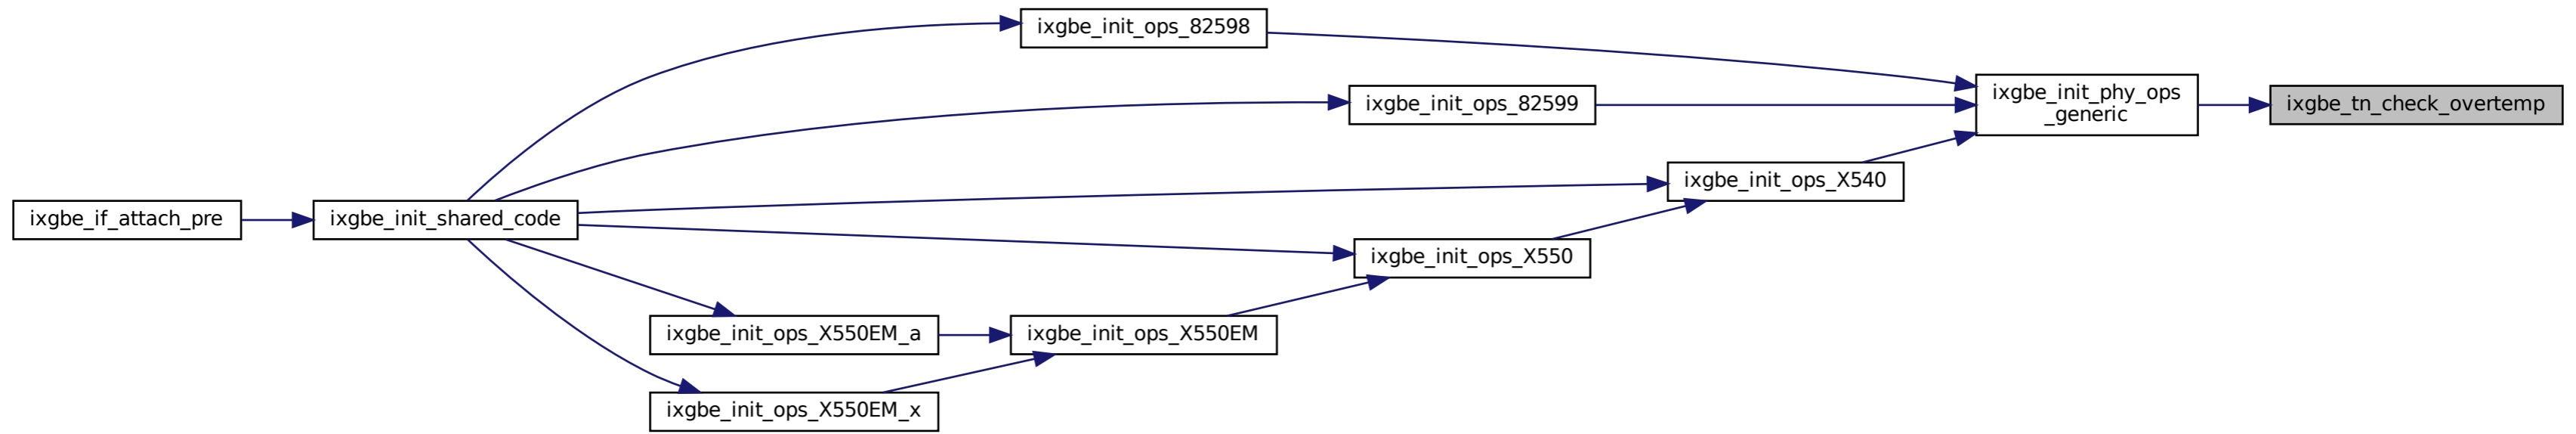 ixgbe_init_ops_82598
ixgbe_init_phy_ops
_generic
ixgbe_init_ops_82599
ixgbe_tn_check_overtemp
ixgbe_init_ops_X540
ixgbe_if_attach_pre
ixgbe_init_shared_code
ixgbe_init_ops_X550
ixgbe_init_ops_X550EM_a
ixgbe_init_ops_X550EM
ixgbe_init_ops_X550EM_x